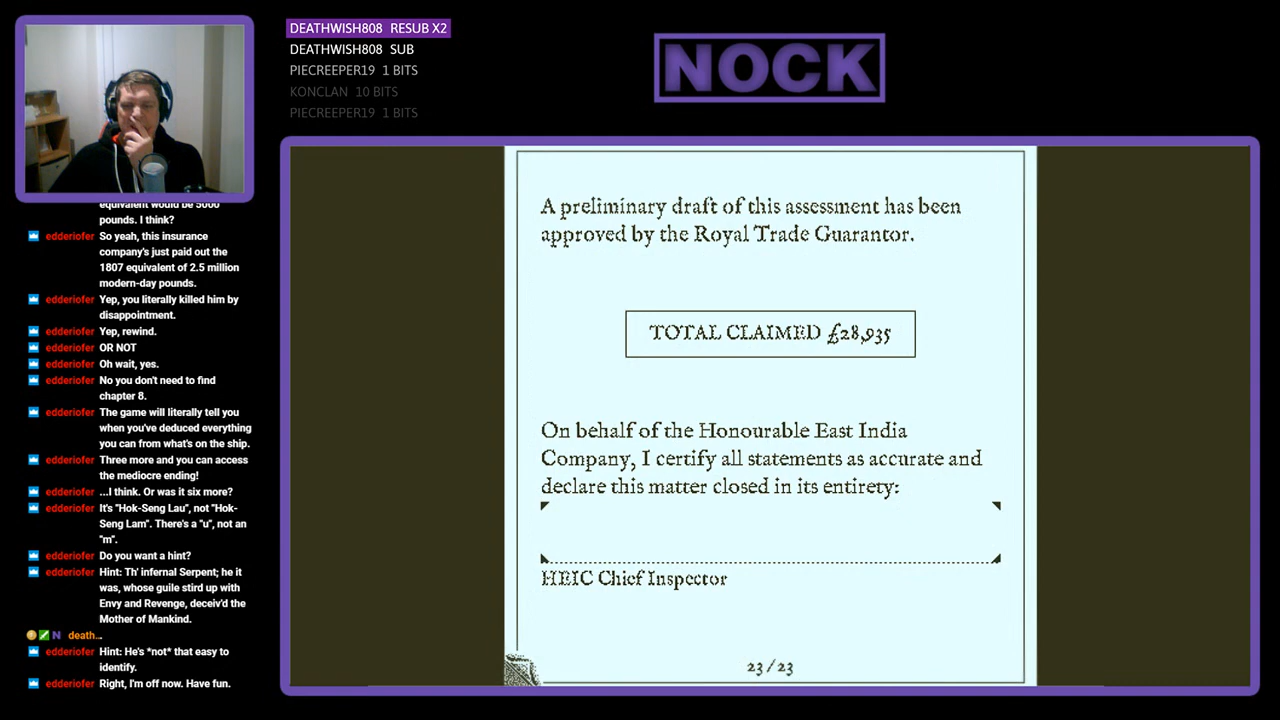 DEATHWISH808 RESUB X2
DEATHWISH808 SUB
PIECREEPER19 1 BITS
KONCLAN 10 BITS
PIECREEPER19 1 BITS
NOCK
equivalent would be 5000
pounds. I think?
edderiofer So yeah, this insurance
company's just paid out the
1807 equivalent of 2.5 million
modern-day pounds.
edderiofer Yep, you literally killed him by
disappointment.
edderiofer Yep, rewind.
edderiofer OR NOT
edderiofer Oh wait, yes.
edderiofer No you don't need to find
chapter 8.
edderiofer The game will literally tell you
when you've deduced everything
you can from what's on the ship.
edderiofer Three more and you can access
the mediocre ending!
edderiofer ...I think. Or was it six more?
edderiofer It's "Hok-Seng Lau", not "Hok-
Seng Lam". There's a "u", not an
"m".
edderiofer Do you want a hint?
edderiofer Hint: Th' infernal Serpent; he it
was, whose guile stird up with
Envy and Revenge, deceiv'd the
Mother of Mankind.
N death...
edderiofer Hint: He's *not* that easy to
identify.
edderiofer Right, I'm off now. Have fun.
A preliminary draft of this assessment has been
approved by the Royal Trade Guarantor.
TOTAL CLAIMED £28,935
On behalf of the Honourable East India
Company, I certify all statements as accurate and
declare this matter closed in its entirety:
HEIC Chief Inspector
23/23